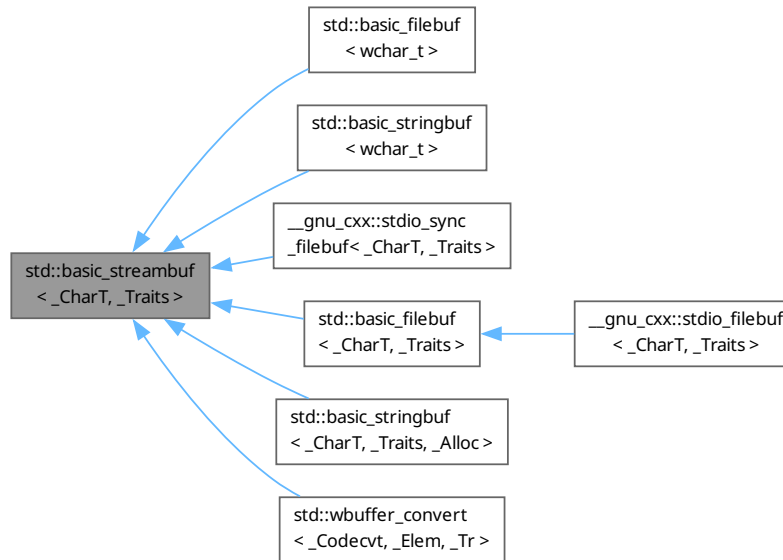 std::basic_filebuf
< wchar_t >
std::basic_stringbuf
< wchar_t >
__gnu_cxx::stdio_sync
_filebuf< _CharT, _Traits >
std::basic_streambuf
< _CharT, _Traits >
std::basic_filebuf
< _CharT, _Traits >
__gnu_cxx::stdio_filebuf
< _CharT, _Traits >
std::basic_stringbuf
< _CharT, _Traits, _Alloc >
std::wbuffer_convert
< _Codecvt, _Elem, _Tr >